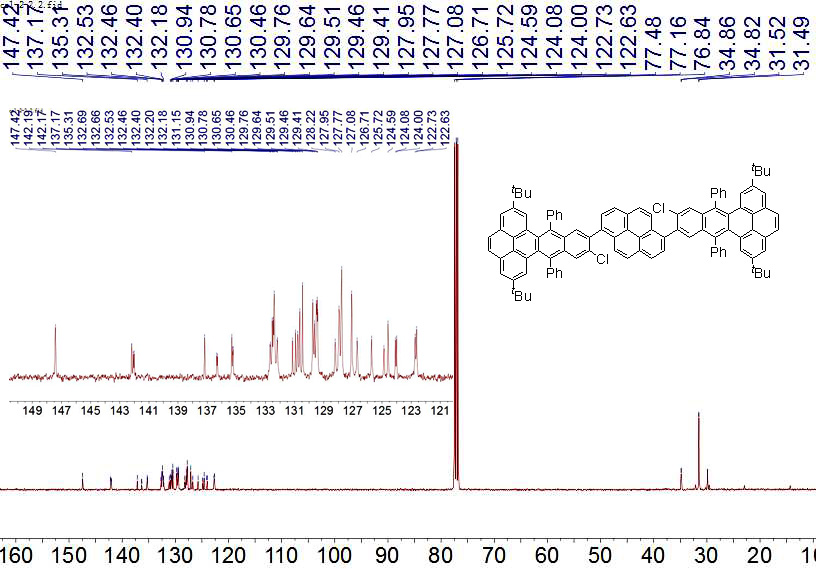 c-1-2-2.2.fid
147.42 137.17 135.31 132.53 132.46 132.40 132.18 130.94 130.78 130.65 130.46 129.76 129.64 129.51 129.46 129.41 127.95 127.77 127.08 126.71 125.72 124.59 124.08 124.00 122.73 122.63 77.48 77.16 76.84 34.86 34.82 31.52 31.49
147.42 142.19 142.17 137.17 135.31 132.69 132.66 132.53 132.46 132.40 132.20 132.18 131.15 130.94 130.78 130.65 130.46 129.76 129.64 129.51 129.46 129.41 128.22 127.95 127.77 127.08 126.71 125.72 124.59 124.08 124.00 122.73 122.63
tBu
tBu
Ph
Ph
Cl
Ph
Ph
Cl
tBu
tBu
149 147 145 143 141 139 137 135 133 131 129 127 125 123 121
160 150 140 130 120 110 100 90 80 70 60 50 40 30 20 10